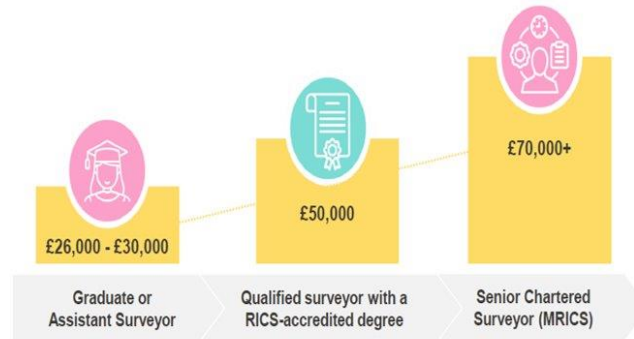 £26,000 - £30,000
£50,000
£70,000+
Graduate or
Assistant Surveyor
Qualified surveyor with a
RICS-accredited degree
Senior Chartered
Surveyor (MRICS)